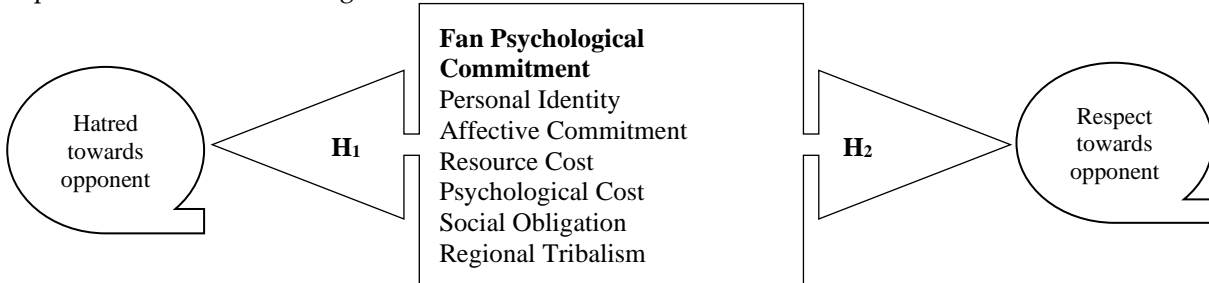 Fan Psychological
Commitment
Personal Identity
Affective Commitment
Resource Cost
Psychological Cost
Social Obligation
Regional Tribalism
Hatred
towards
opponent
H1
H2
Respect
towards
opponent